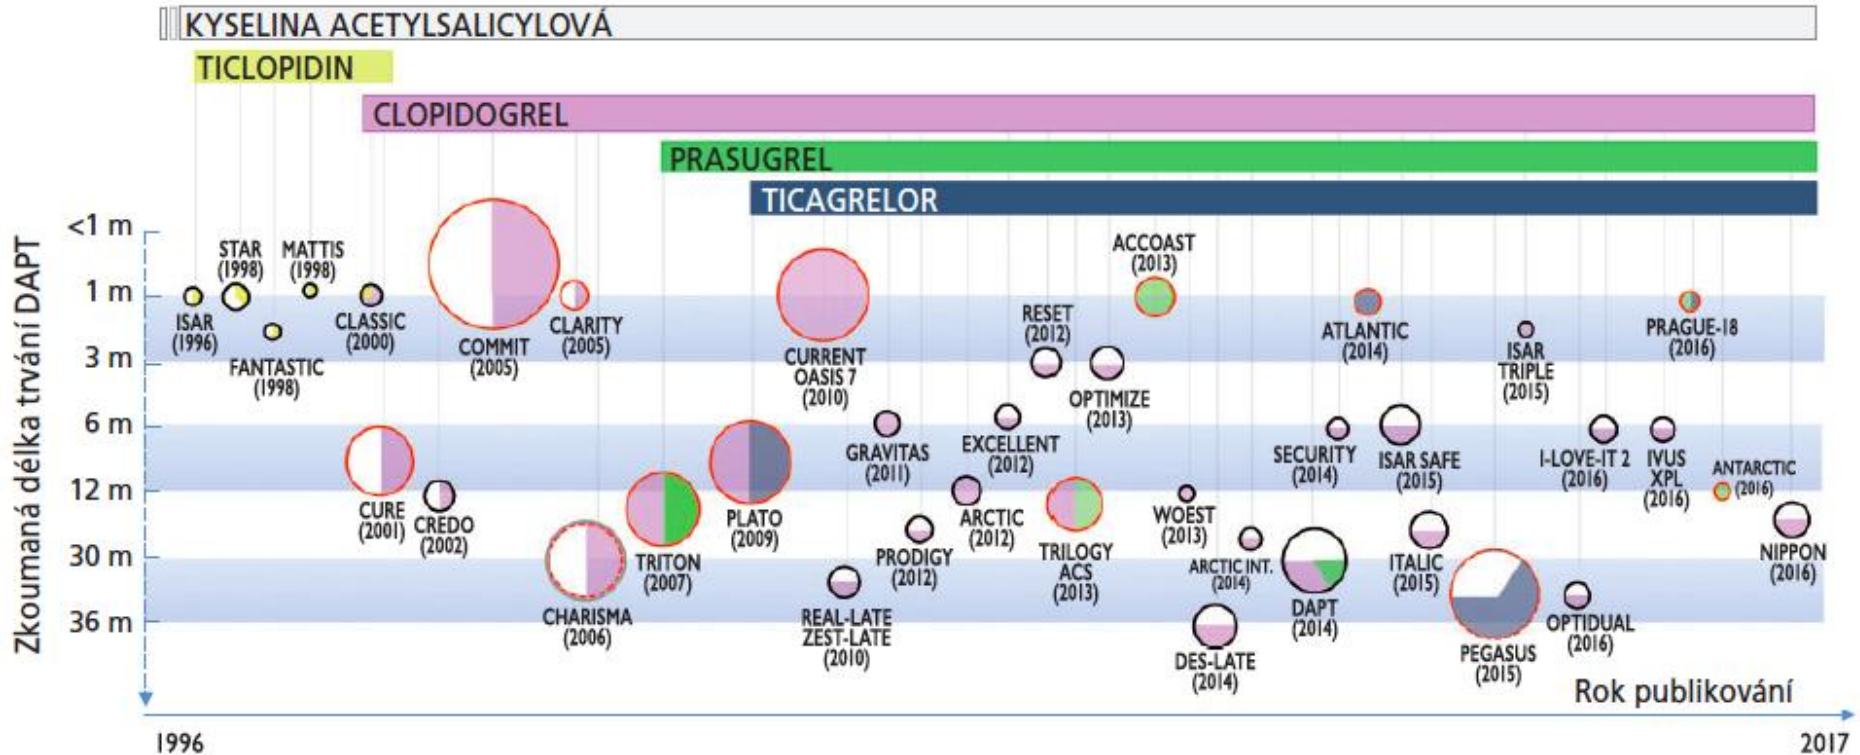 KYSELINA ACETYLSALICYLOVÁ
TICLOPIDIN
CLOPIDOGREL
PRASUGREL
TICAGRELOR
Zkoumaná délka trvání DAPT
<1 m
1 m
3 m
6 m
12 m
30 m
36 m
ISAR
(1996)
STAR
(1998)
FANTASTIC
(1998)
MATTIS
(1998)
CLASSIC
(2000)
COMMIT
(2005)
CLARITY
(2005)
CURRENT
OASIS 7
(2010)
RESET
(2012)
OPTIMIZE
(2013)
ACCOAST
(2013)
ATLANTIC
(2014)
ISAR
TRIPLE
(2015)
PRAGUE-18
(2016)
CURE
(2001)
CREDO
(2002)
CHARISMA
(2006)
TRITON
(2007)
PLATO
(2009)
REAL-LATE
ZEST-LATE
(2010)
GRAVITAS
(2011)
PRODIGY
(2012)
EXCELLENT
(2012)
ARCTIC
(2012)
TRILOGY
ACS
(2013)
WOEST
(2013)
ARCTIC INT.
(2014)
DES-LATE
(2014)
SECURITY
(2014)
DAPT
(2014)
ISAR SAFE
(2015)
ITALIC
(2015)
PEGASUS
(2015)
I-LOVE-IT 2
(2016)
OPTIDUAL
(2016)
IVUS
XPL
(2016)
ANTARCTIC
(2016)
NIPPON
(2016)
Rok publikování
1996
2017